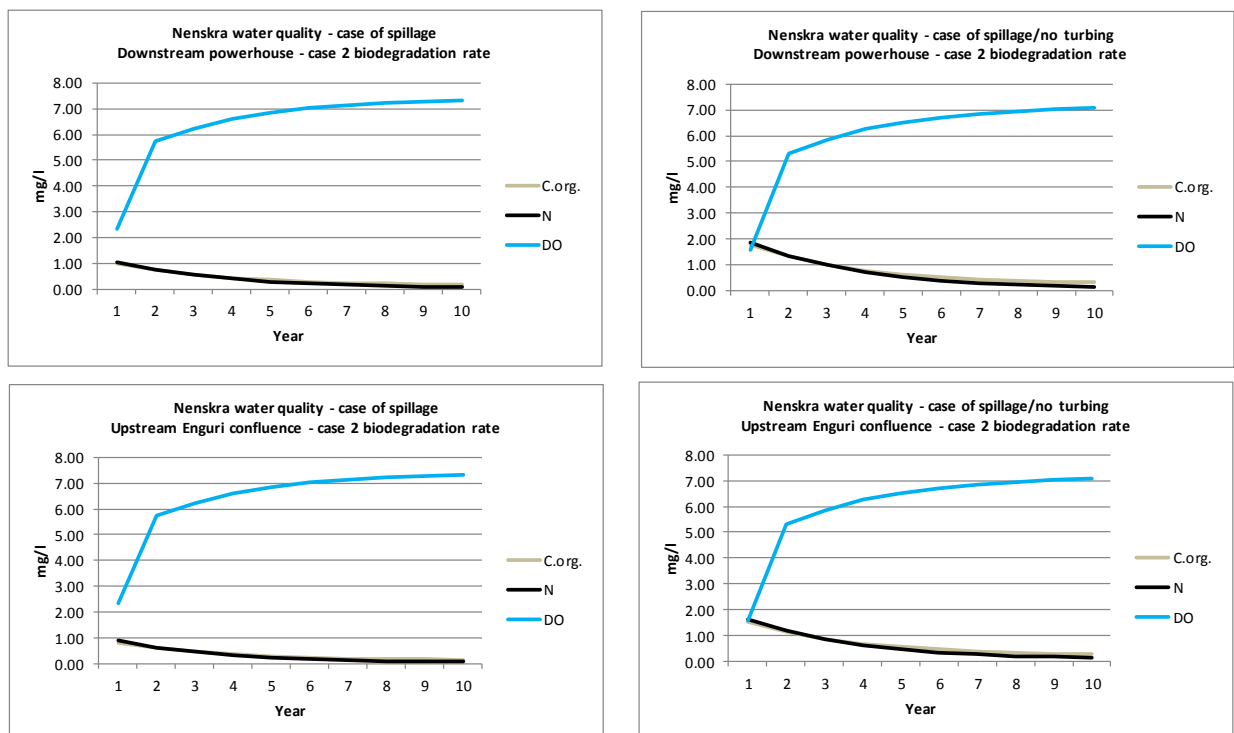 Nenskra water quality - case of spillage
Downstream powerhouse - case 2 biodegradation rate
8.00
7.00
6.00
5.00
4.00
3.00
2.00
1.00
0.00
mg/l
1 2 3 4 5 6 7 8 9 10
Year
C.org.
N
DO
Nenskra water quality - case of spillage/no turbing
Downstream powerhouse - case 2 biodegradation rate
8.00
7.00
6.00
5.00
4.00
3.00
2.00
1.00
0.00
mg/l
1 2 3 4 5 6 7 8 9 10
Year
C.org.
N
DO
Nenskra water quality - case of spillage
Upstream Enguri confluence - case 2 biodegradation rate
8.00
7.00
6.00
5.00
4.00
3.00
2.00
1.00
0.00
mg/l
1 2 3 4 5 6 7 8 9 10
Year
C.org.
N
DO
Nenskra water quality - case of spillage/no turbing
Upstream Enguri confluence - case 2 biodegradation rate
8.00
7.00
6.00
5.00
4.00
3.00
2.00
1.00
0.00
mg/l
1 2 3 4 5 6 7 8 9 10
Year
C.org.
N
DO